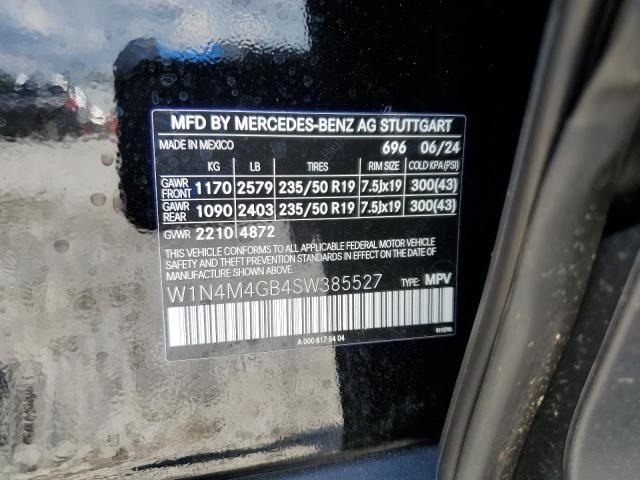 MFD BY MERCEDES-BENZ AG STUTTGART
MADE IN MEXICO 696 06/24
KG LB TIRES RIM SIZE COLD KPA(PSI)
GAWR FRONT 1170 2579 235/50 R19 7.5Jx19 300(43)
GAWR REAR 1090 2403 235/50 R19 7.5Jx19 300(43)
GVWR 2210 4872
THIS VEHICLE CONFORMS TO ALL APPLICABLE FEDERAL MOTOR VEHICLE
SAFETY, BUMPER, AND THEFT PREVENTION STANDARDS IN EFFECT ON THE DATE OF
MANUFACTURE SHOWN ABOVE.
W1N4M4GB4SW385527 TYPE: MPV
A 000 817 54 04